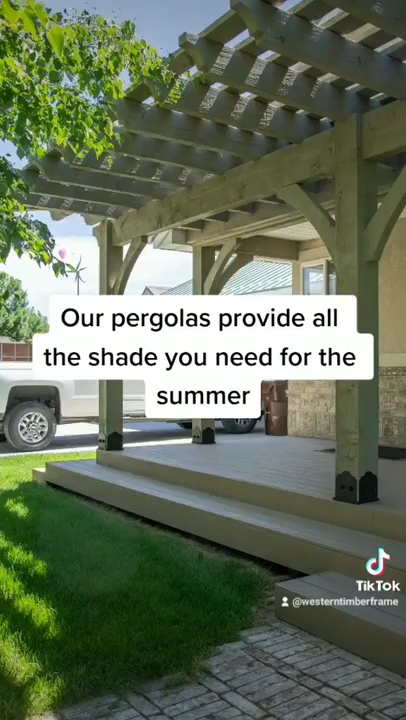 Our pergolas provide all
the shade you need for the
summer
TikTok
@westerntimberframe